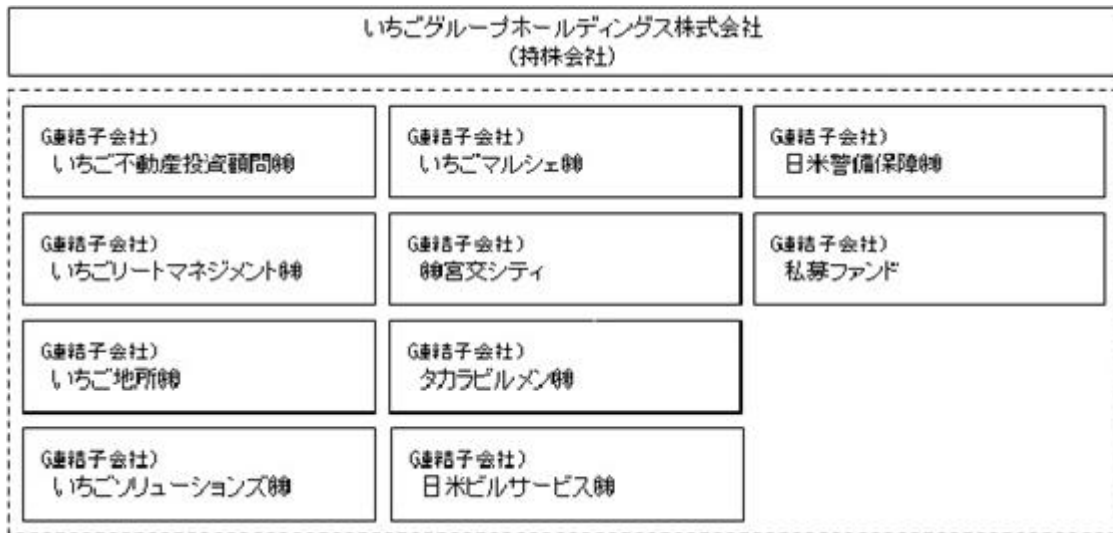 いちごグループホールディングス株式会社
(持株会社)
(連結子会社)
いちご不動産投資顧問㈱
(連結子会社)
いちごマルシェ㈱
(連結子会社)
日米警備保障㈱
(連結子会社)
いちごリートマネジメント㈱
(連結子会社)
㈱宮交シティ
(連結子会社)
私募ファンド
(連結子会社)
いちご地所㈱
(連結子会社)
タカラビルメン㈱
(連結子会社)
いちごソリューションズ㈱
(連結子会社)
日米ビルサービス㈱